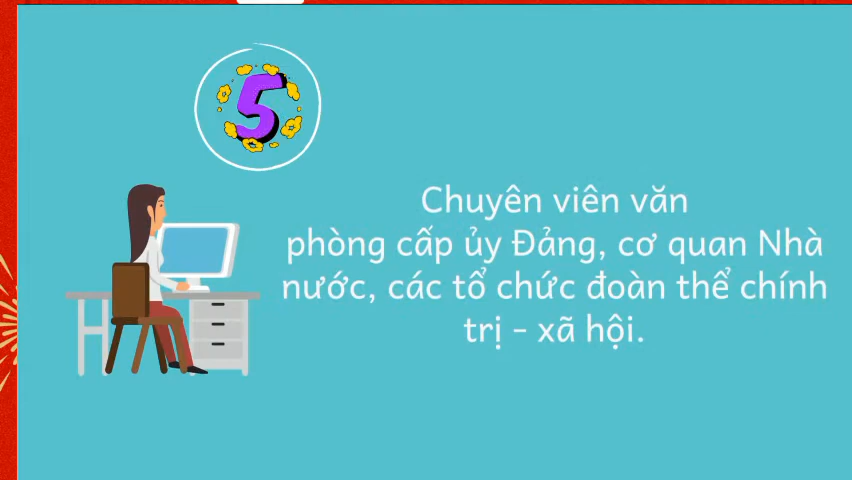 5
Chuyên viên văn
phòng cấp ủy Đảng, cơ quan Nhà
nước, các tổ chức đoàn thể chính
trị - xã hội.